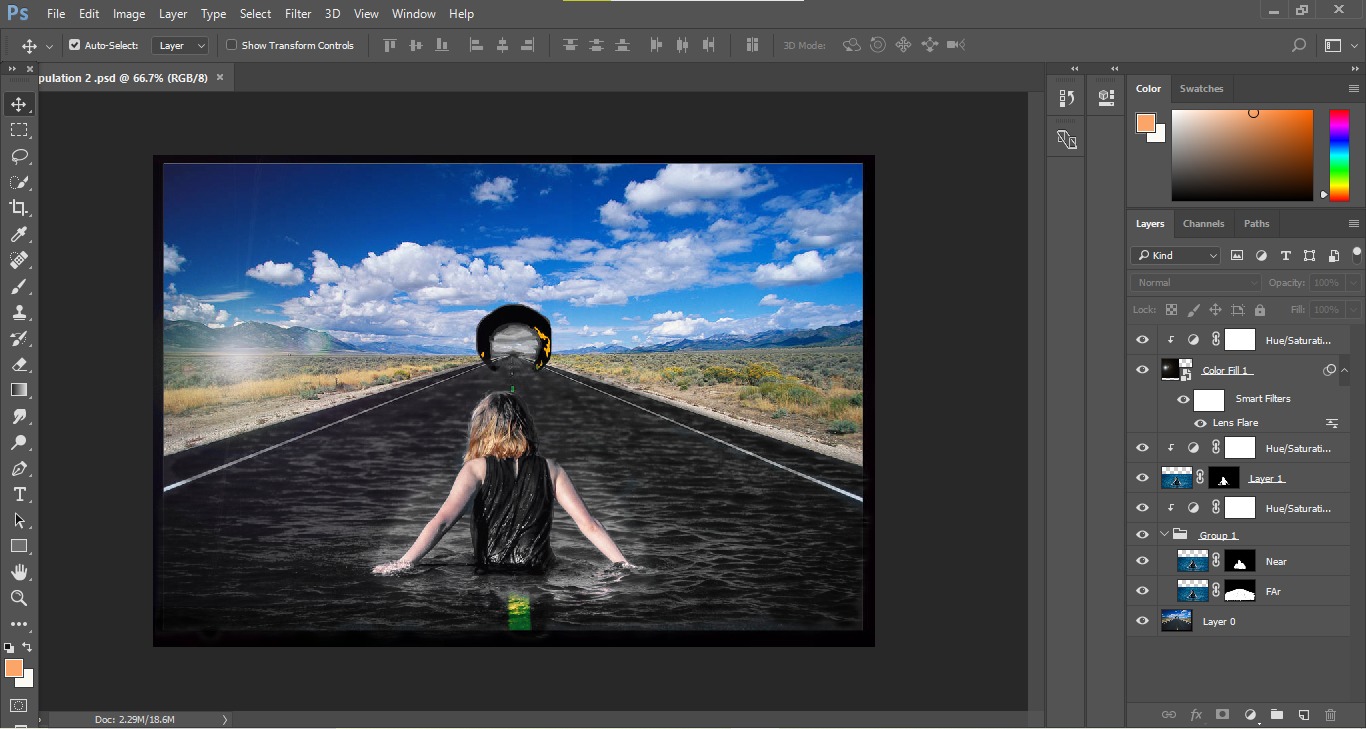 Ps File Edit Image Layer Type Select Filter 3D View Window Help
Auto-Select: Layer Show Transform Controls 3D Mode:
pulation 2 .psd @ 66.7% (RGB/8) ×
Color Swatches
Layers Channels Paths
Kind
Normal Opacity: 100%
Lock: Fill: 100%
Hue/Saturati...
Color Fill 1
Smart Filters
Lens Flare
Hue/Saturati...
Layer 1
Hue/Saturati...
Group 1
Near
FAr
Layer 0
Doc: 2.29M/18.6M